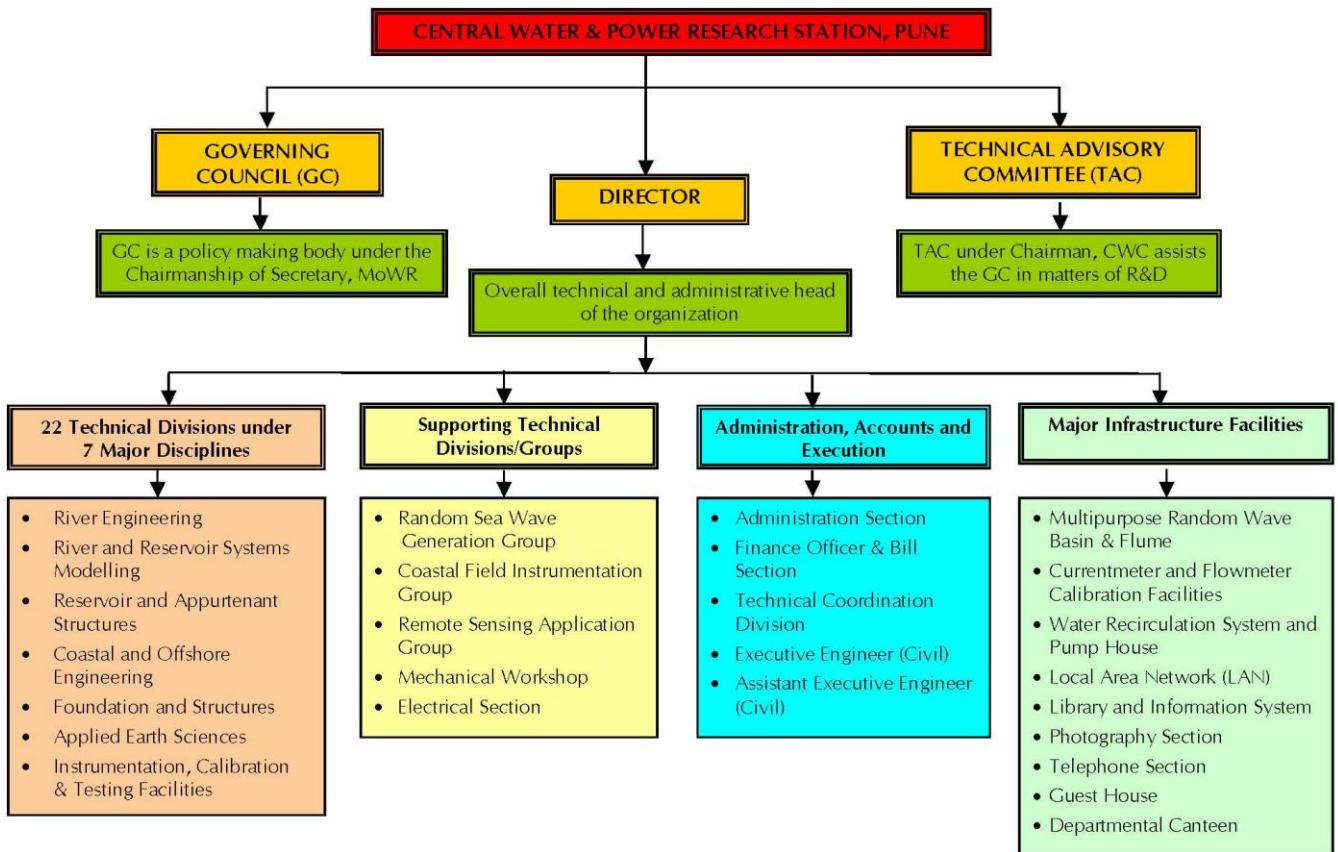 CENTRAL WATER & POWER RESEARCH STATION, PUNE
GOVERNING
COUNCIL (GC)
DIRECTOR
TECHNICAL ADVISORY
COMMITTEE (TAC)
GC is a policy making body under the
Chairmanship of Secretary, MoWR
Overall technical and administrative head
of the organization
TAC under Chairman, CWC assists
the GC in matters of R&D
22 Technical Divisions under
7 Major Disciplines
• River Engineering
• River and Reservoir Systems
Modelling
• Reservoir and Appurtenant
Structures
• Coastal and Offshore
Engineering
• Foundation and Structures
• Applied Earth Sciences
• Instrumentation, Calibration
& Testing Facilities
Supporting Technical
Divisions/Groups
• Random Sea Wave
Generation Group
• Coastal Field Instrumentation
Group
• Remote Sensing Application
Group
• Mechanical Workshop
• Electrical Section
Administration, Accounts and
Execution
• Administration Section
• Finance Officer & Bill
Section
• Technical Coordination
Division
• Executive Engineer (Civil)
• Assistant Executive Engineer
(Civil)
Major Infrastructure Facilities
• Multipurpose Random Wave
Basin & Flume
• Currentmeter and Flowmeter
Calibration Facilities
• Water Recirculation System and
Pump House
• Local Area Network (LAN)
• Library and Information System
• Photography Section
• Telephone Section
• Guest House
• Departmental Canteen